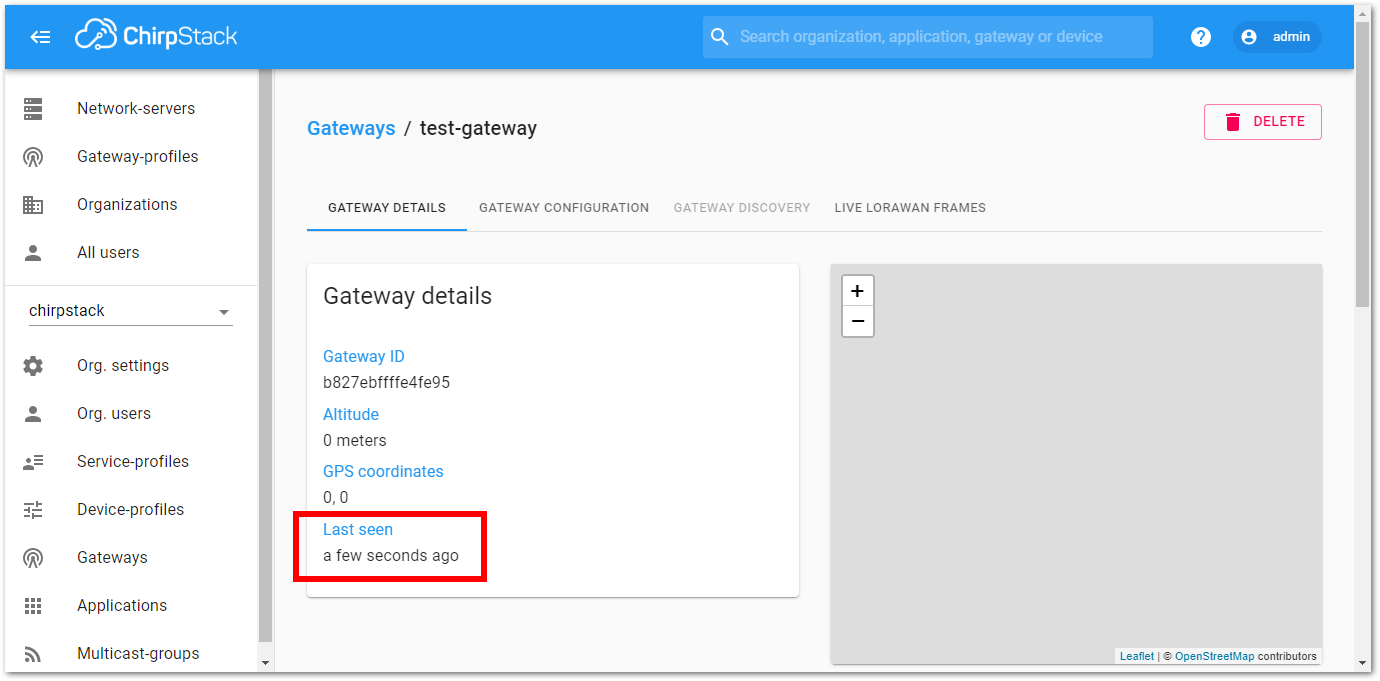 ChirpStack
Search organization, application, gateway or device
?
admin
Network-servers
Gateway-profiles
Organizations
All users
chirpstack
Org. settings
Org. users
Service-profiles
Device-profiles
Gateways
Applications
Multicast-groups
Gateways / test-gateway
DELETE
GATEWAY DETAILS
GATEWAY CONFIGURATION
GATEWAY DISCOVERY
LIVE LORAWAN FRAMES
Gateway details
Gateway ID
b827ebffffe4fe95
Altitude
0 meters
GPS coordinates
0, 0
Last seen
a few seconds ago
+
−
Leaflet | © OpenStreetMap contributors